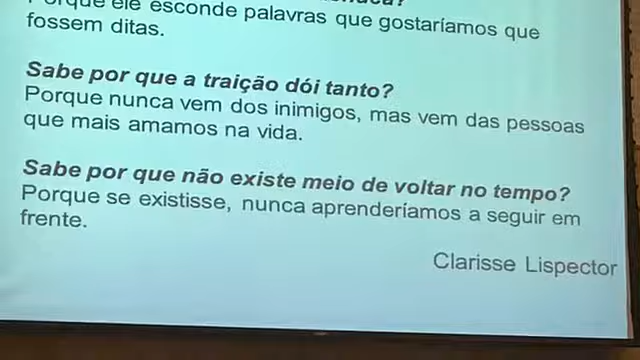 ele esconde palavras que gostaríamos que
fossem ditas.
Sabe por que a traição dói tanto?
Porque nunca vem dos inimigos, mas vem das pessoas
que mais amamos na vida.
Sabe por que não existe meio de voltar no tempo?
Porque se existisse, nunca aprenderíamos a seguir em
frente.
Clarisse Lispector